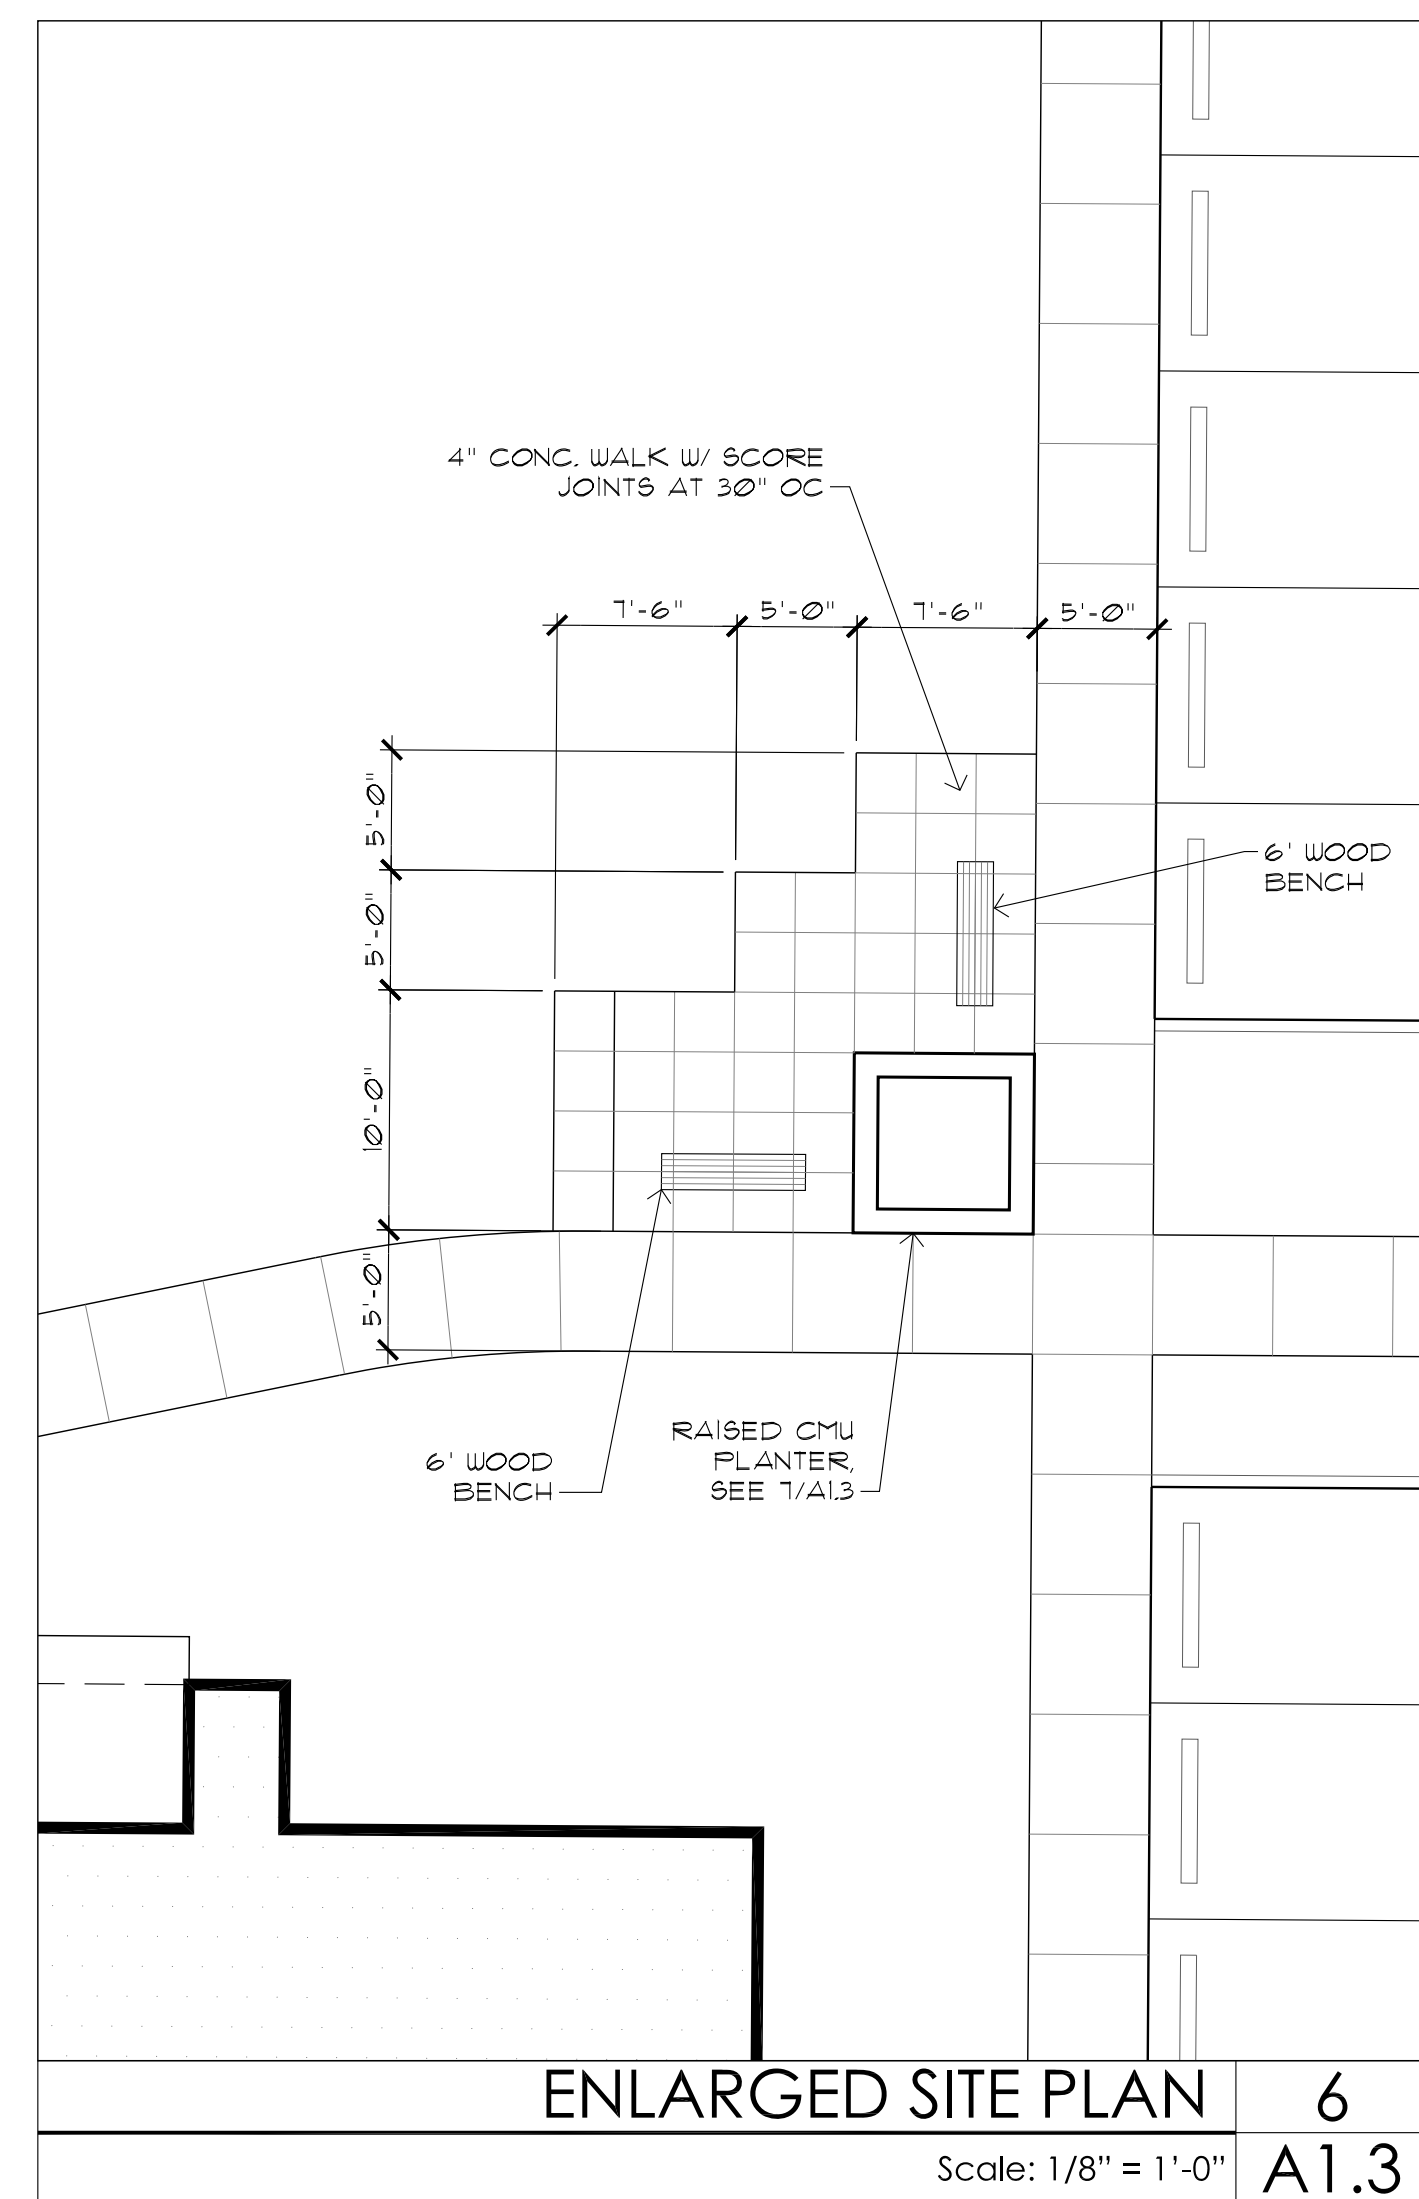 4" CONC. WALK W/ SCORE
JOINTS AT 30" OC
7'-6"
5'-0"
7'-6"
5'-0"
5'-0"
5'-0"
10'-0"
5'-0"
6' WOOD
BENCH
6' WOOD
BENCH
RAISED CMU
PLANTER,
SEE 7/A1.3
ENLARGED SITE PLAN
6
Scale: 1/8” = 1’-0”
A1.3